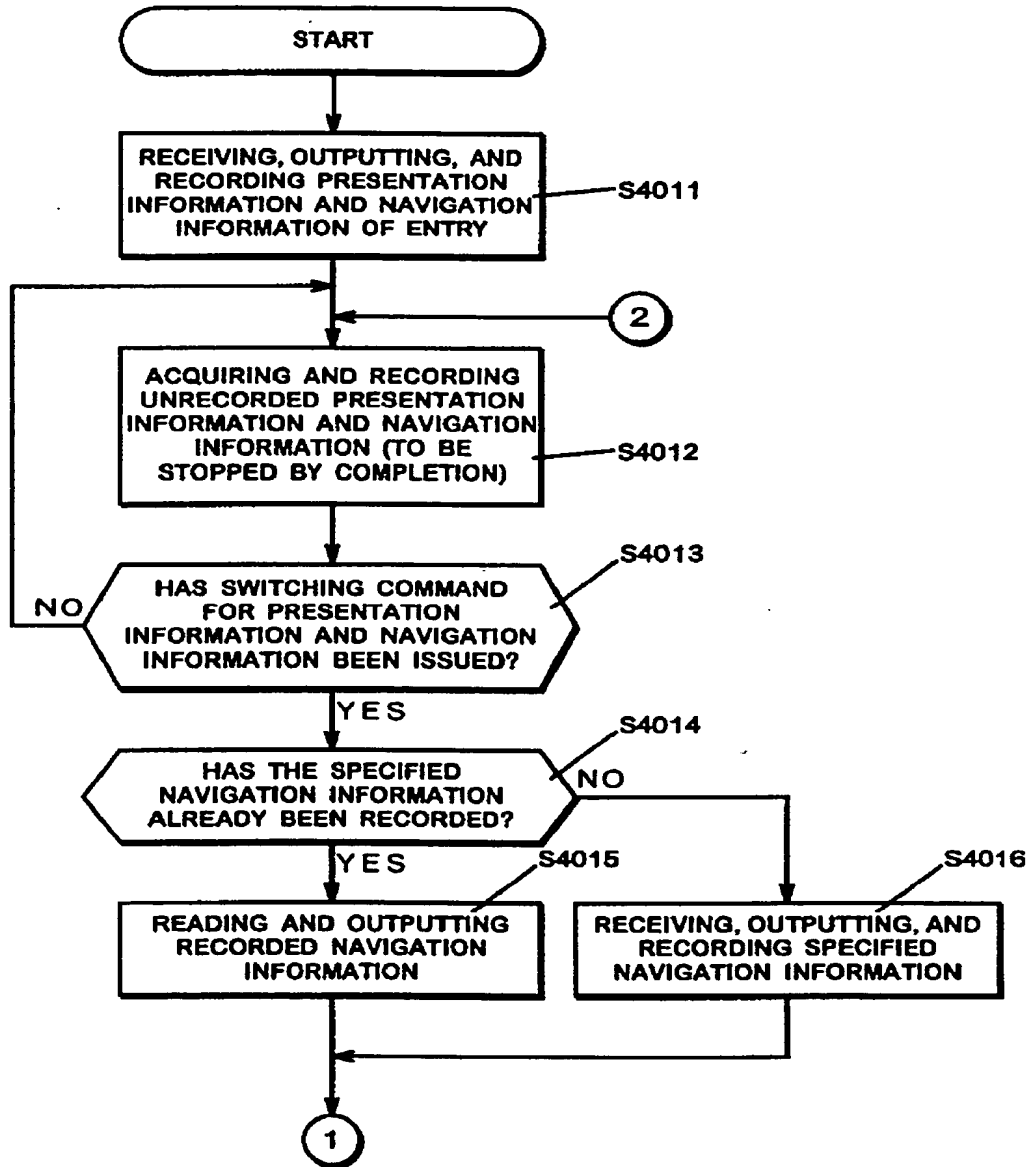 START
RECEIVING, OUTPUTTING, AND
RECORDING PRESENTATION
INFORMATION AND NAVIGATION
INFORMATION OF ENTRY
S4011
2
ACQUIRING AND RECORDING
UNRECORDED PRESENTATION
INFORMATION AND NAVIGATION
INFORMATION (TO BE
STOPPED BY COMPLETION)
S4012
S4013
HAS SWITCHING COMMAND
FOR PRESENTATION
INFORMATION AND NAVIGATION
INFORMATION BEEN ISSUED?
NO
YES
S4014
HAS THE SPECIFIED
NAVIGATION INFORMATION
ALREADY BEEN RECORDED?
NO
YES
S4015
READING AND OUTPUTTING
RECORDED NAVIGATION
INFORMATION
S4016
RECEIVING, OUTPUTTING, AND
RECORDING SPECIFIED
NAVIGATION INFORMATION
1